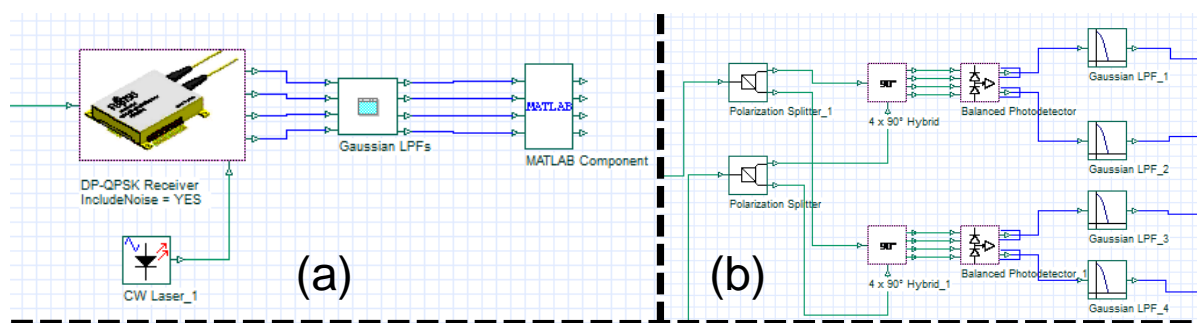 DP-QPSK Receiver
IncludeNoise = YES
Gaussian LPFs
MATLAB
MATLAB Component
CW Laser_1
(a)
Polarization Splitter_1
Polarization Splitter
90°
4 x 90° Hybrid
Balanced Photodetector
90°
4 x 90° Hybrid_1
Balanced Photodetector_1
Gaussian LPF_1
Gaussian LPF_2
Gaussian LPF_3
Gaussian LPF_4
(b)